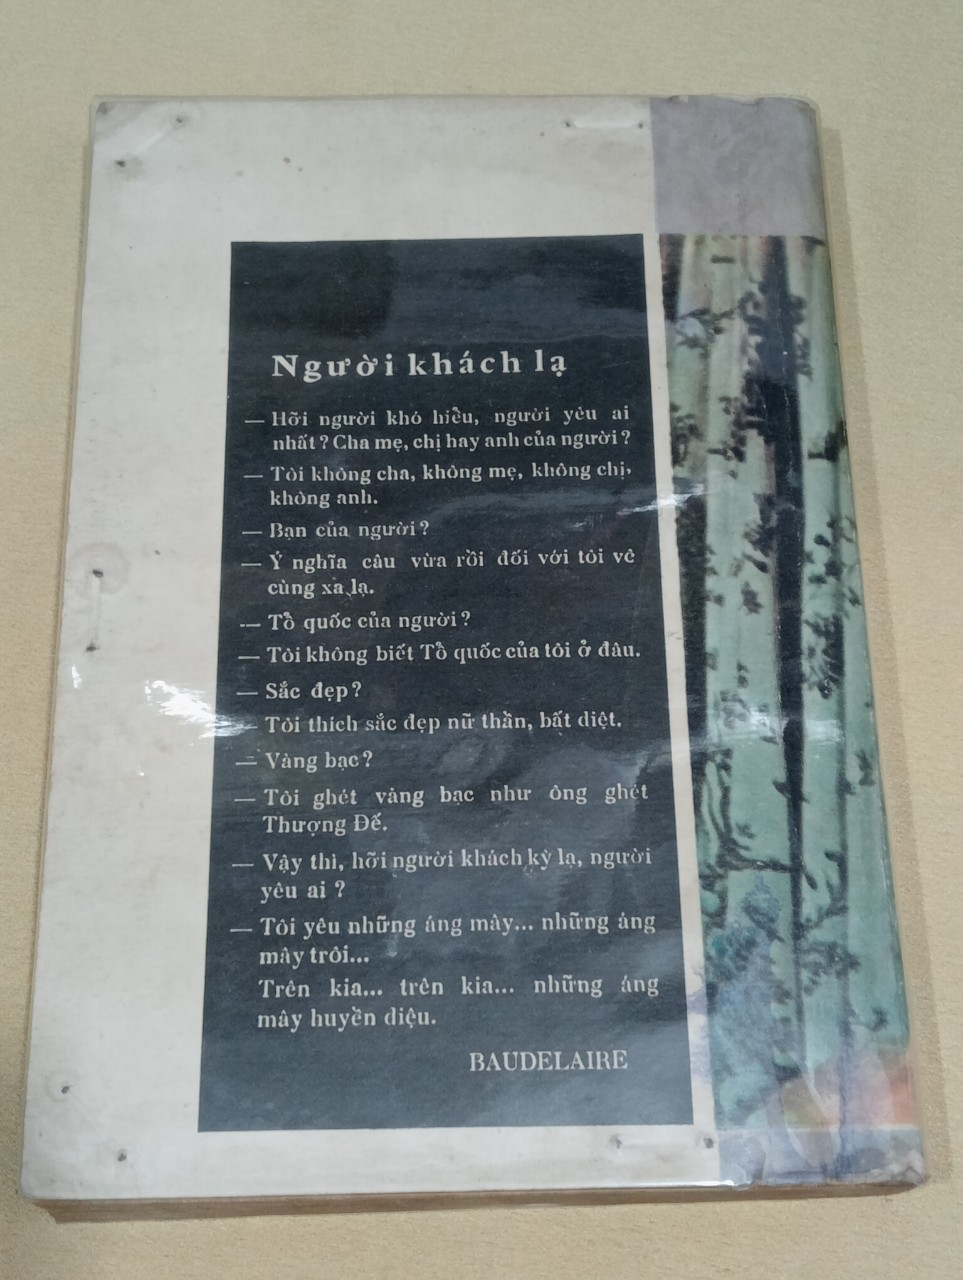 Người khách lạ
— Hỡi người khó hiểu, người yêu ai
nhất ? Cha mẹ, chị hay anh của người ?
— Tôi không cha, không mẹ, không chị,
không anh.
— Bạn của người ?
— Ý nghĩa câu vừa rồi đối với tôi vô
cùng xa lạ.
— Tổ quốc của người ?
— Tôi không biết Tổ quốc của tôi ở đâu.
— Sắc đẹp ?
— Tôi thích sắc đẹp nữ thần, bất diệt.
— Vàng bạc ?
— Tôi ghét vàng bạc như ông ghét
Thượng Đế.
— Vậy thì, hỡi người khách kỳ lạ, người
yêu ai ?
— Tôi yêu những áng mây... những áng
mây trôi...
Trên kia... trên kia... những áng
mây huyền diệu.
BAUDELAIRE